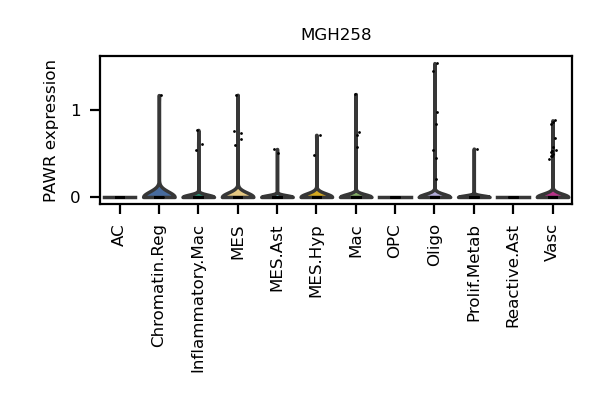 MGH258
PAWR expression
1
0
AC
Chromatin.Reg
Inflammatory.Mac
MES
MES.Ast
MES.Hyp
Mac
OPC
Oligo
Prolif.Metab
Reactive.Ast
Vasc